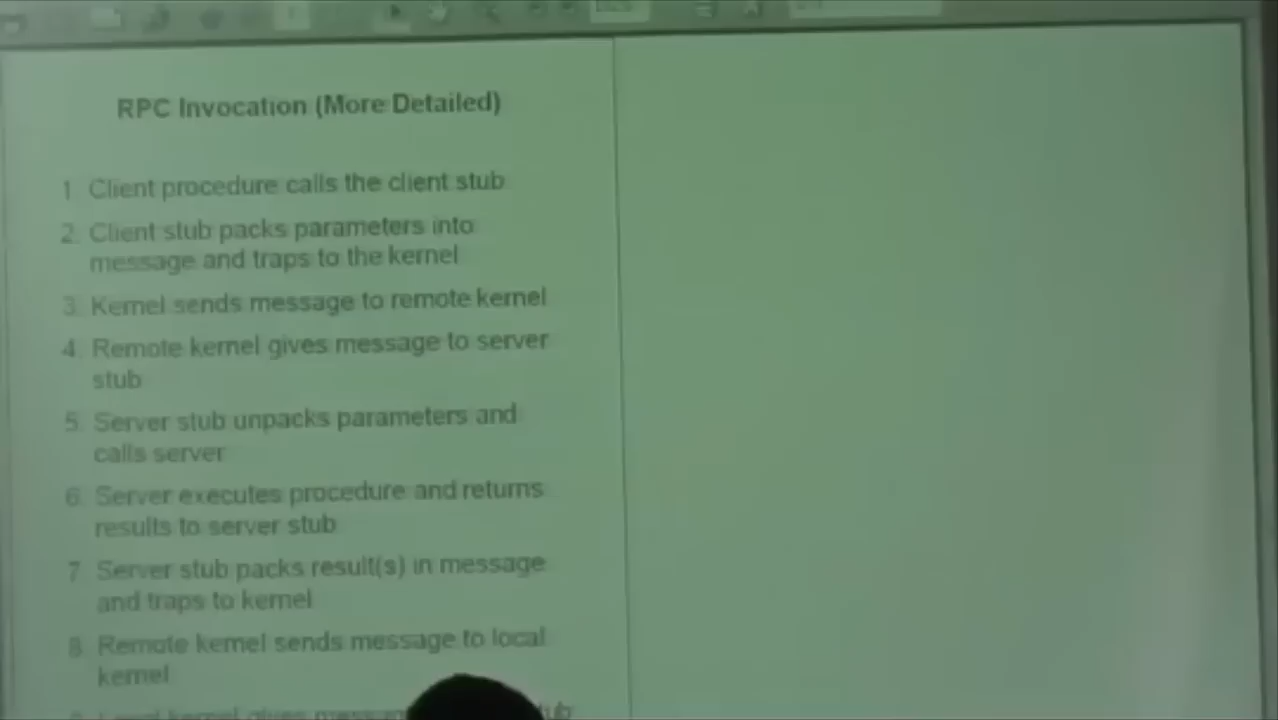 RPC Invocation (More Detailed)
1. Client procedure calls the client stub
2. Client stub packs parameters into
message and traps to the kernel
3. Kernel sends message to remote kernel
4. Remote kernel gives message to server
stub
5. Server stub unpacks parameters and
calls server
6. Server executes procedure and returns
results to server stub
7. Server stub packs result(s) in message
and traps to kernel
8. Remote kernel sends message to local
kernel
Local kernel gives